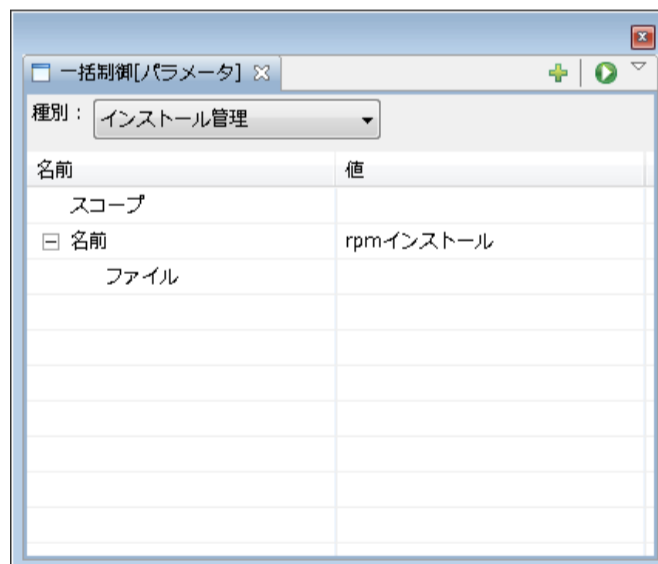 一括制御[パラメータ]
種別：
インストール管理
名前 値
スコープ
名前 rpmインストール
ファイル